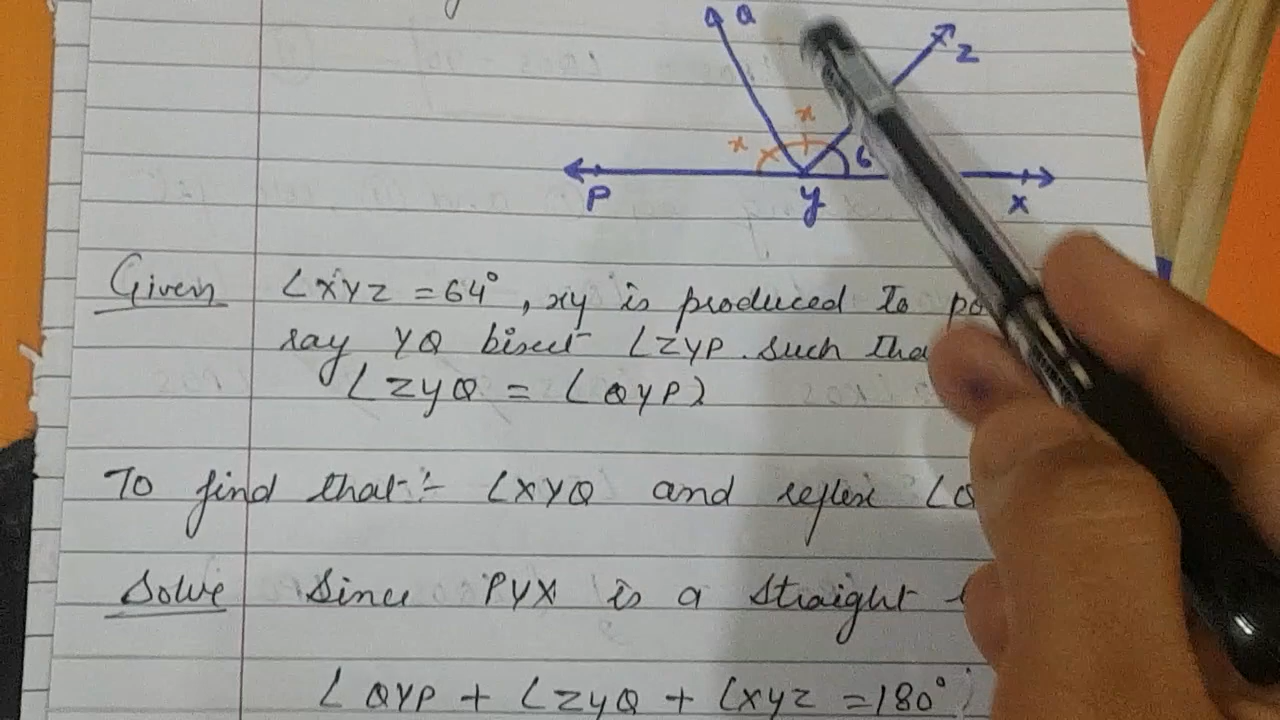 Q
Z
x
x
6
P
y
x
Given ∠XYZ = 64°, xy is produced to
ray YQ bisect ∠ZYP. such
∠ZYQ = ∠QYP)
To find that:- ∠XYQ and reflex
Solve Since PYX is a straight
∠QYP + ∠ZYQ + ∠XYZ = 180°